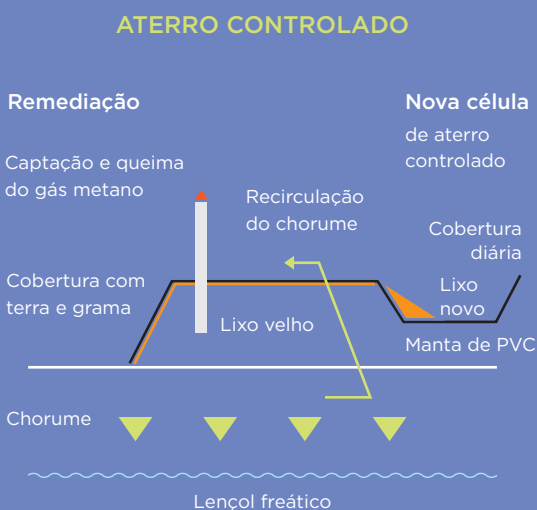 ATERRO CONTROLADO
Remediação
Captação e queima
do gás metano
Cobertura com
terra e grama
Recirculação
do chorume
Lixo velho
Nova célula
de aterro
controlado
Cobertura
diária
Lixo
novo
Manta de PVC
Chorume
Lençol freático